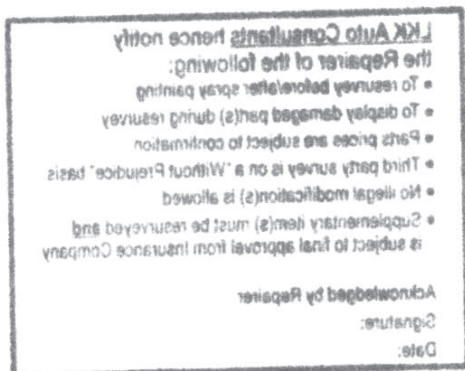 LKK Auto Consultants hence notify
the Repairer of the following:
• To resurvey before/after spray painting
• To display damaged part(s) during resurvey
• Parts prices are subject to confirmation
• Third party survey is on a "Without Prejudice" basis
• No illegal modification(s) is allowed
• Supplementary item(s) must be resurveyed and
is subject to final approval from Insurance Company
Acknowledged by Repairer
Signature:
Date: